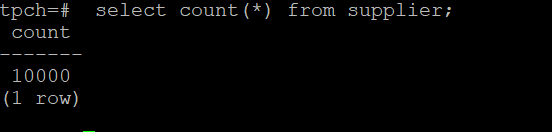 tpch=#  select count(*) from supplier;
 count
-------
 10000
(1 row)